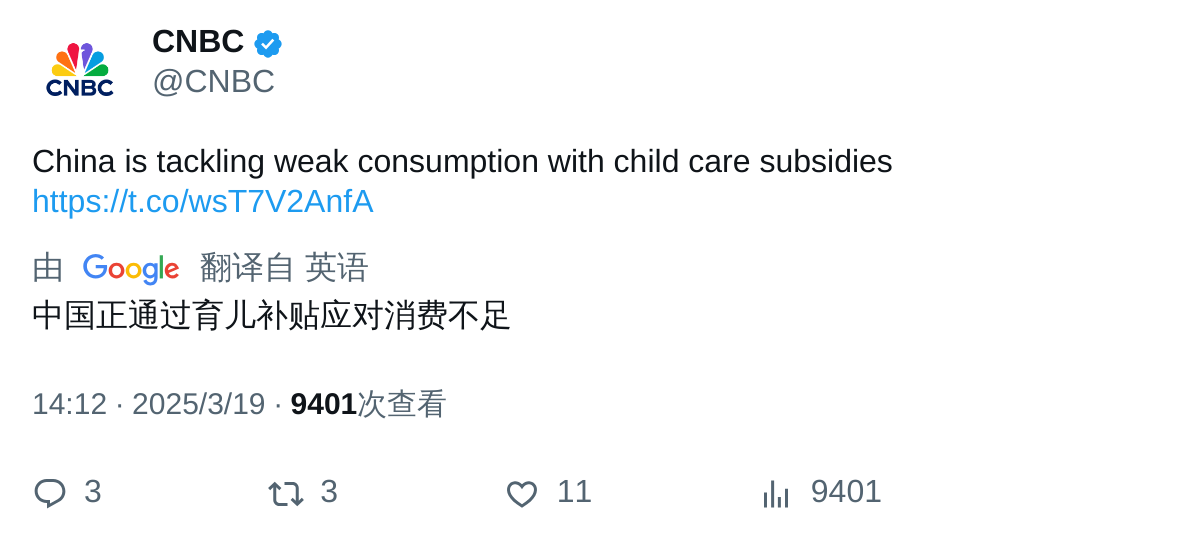 CNBC
@CNBC
CNBC
China is tackling weak consumption with child care subsidies
https://t.co/wsT7V2AnfA
由 Google 翻译自 英语
中国正通过育儿补贴应对消费不足
14:12 · 2025/3/19 · 9401次查看
3 3 11 9401